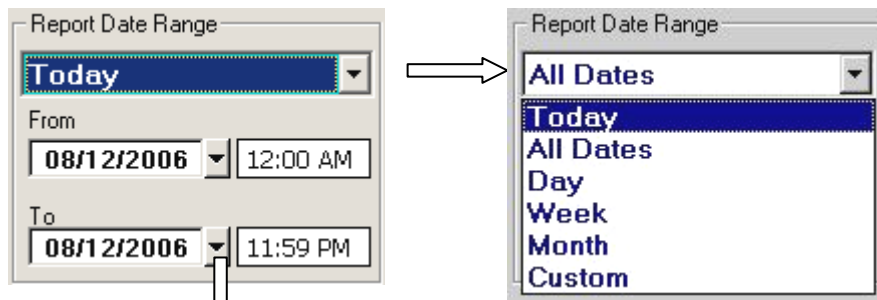 Report Date Range
Today
From
08/12/2006 12:00 AM
To
08/12/2006 11:59 PM
Report Date Range
All Dates
Today
All Dates
Day
Week
Month
Custom